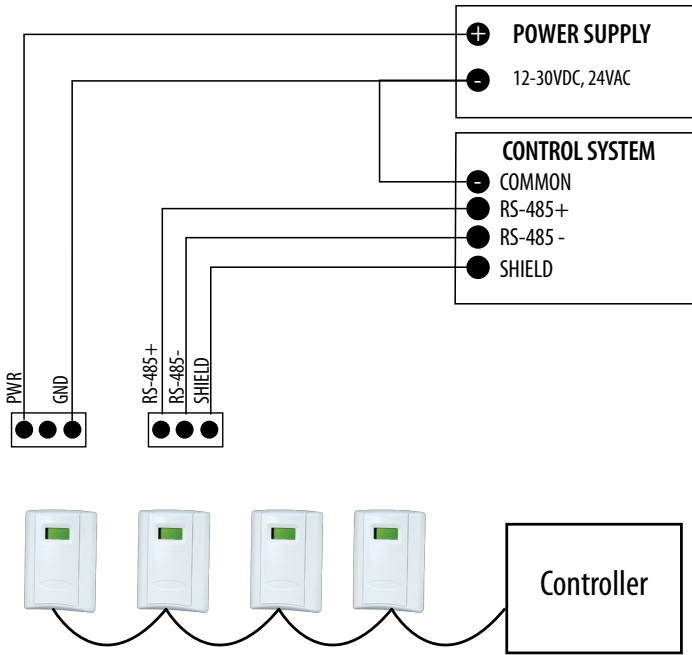 +
POWER SUPPLY
-
12-30VDC, 24VAC
CONTROL SYSTEM
-
COMMON
RS-485+
RS-485 -
SHIELD
PWR
GND
RS-485+
RS-485-
SHIELD
Controller